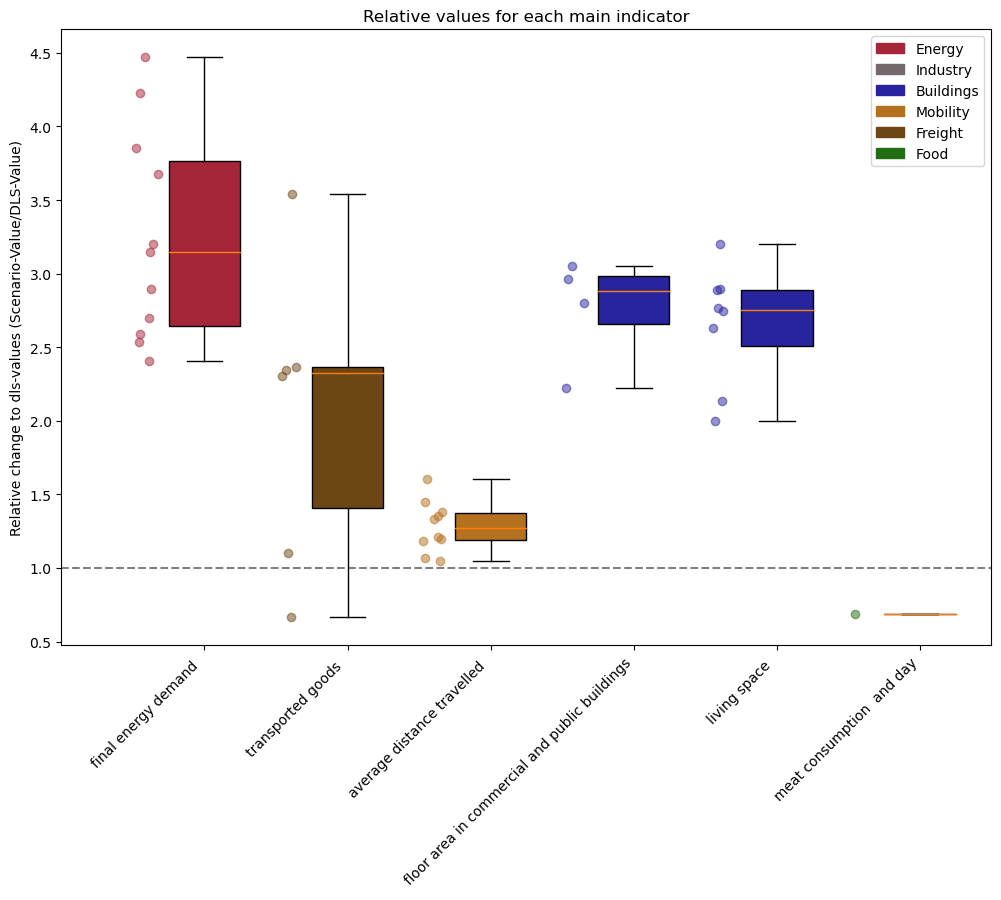 Relative values for each main indicator
Relative change to dls-values (Scenario-Value/DLS-Value)
4.5
4.0
3.5
3.0
2.5
2.0
1.5
1.0
0.5
Energy
Industry
Buildings
Mobility
Freight
Food
final energy demand
transported goods
average distance travelled
floor area in commercial and public buildings
living space
meat consumption  and day